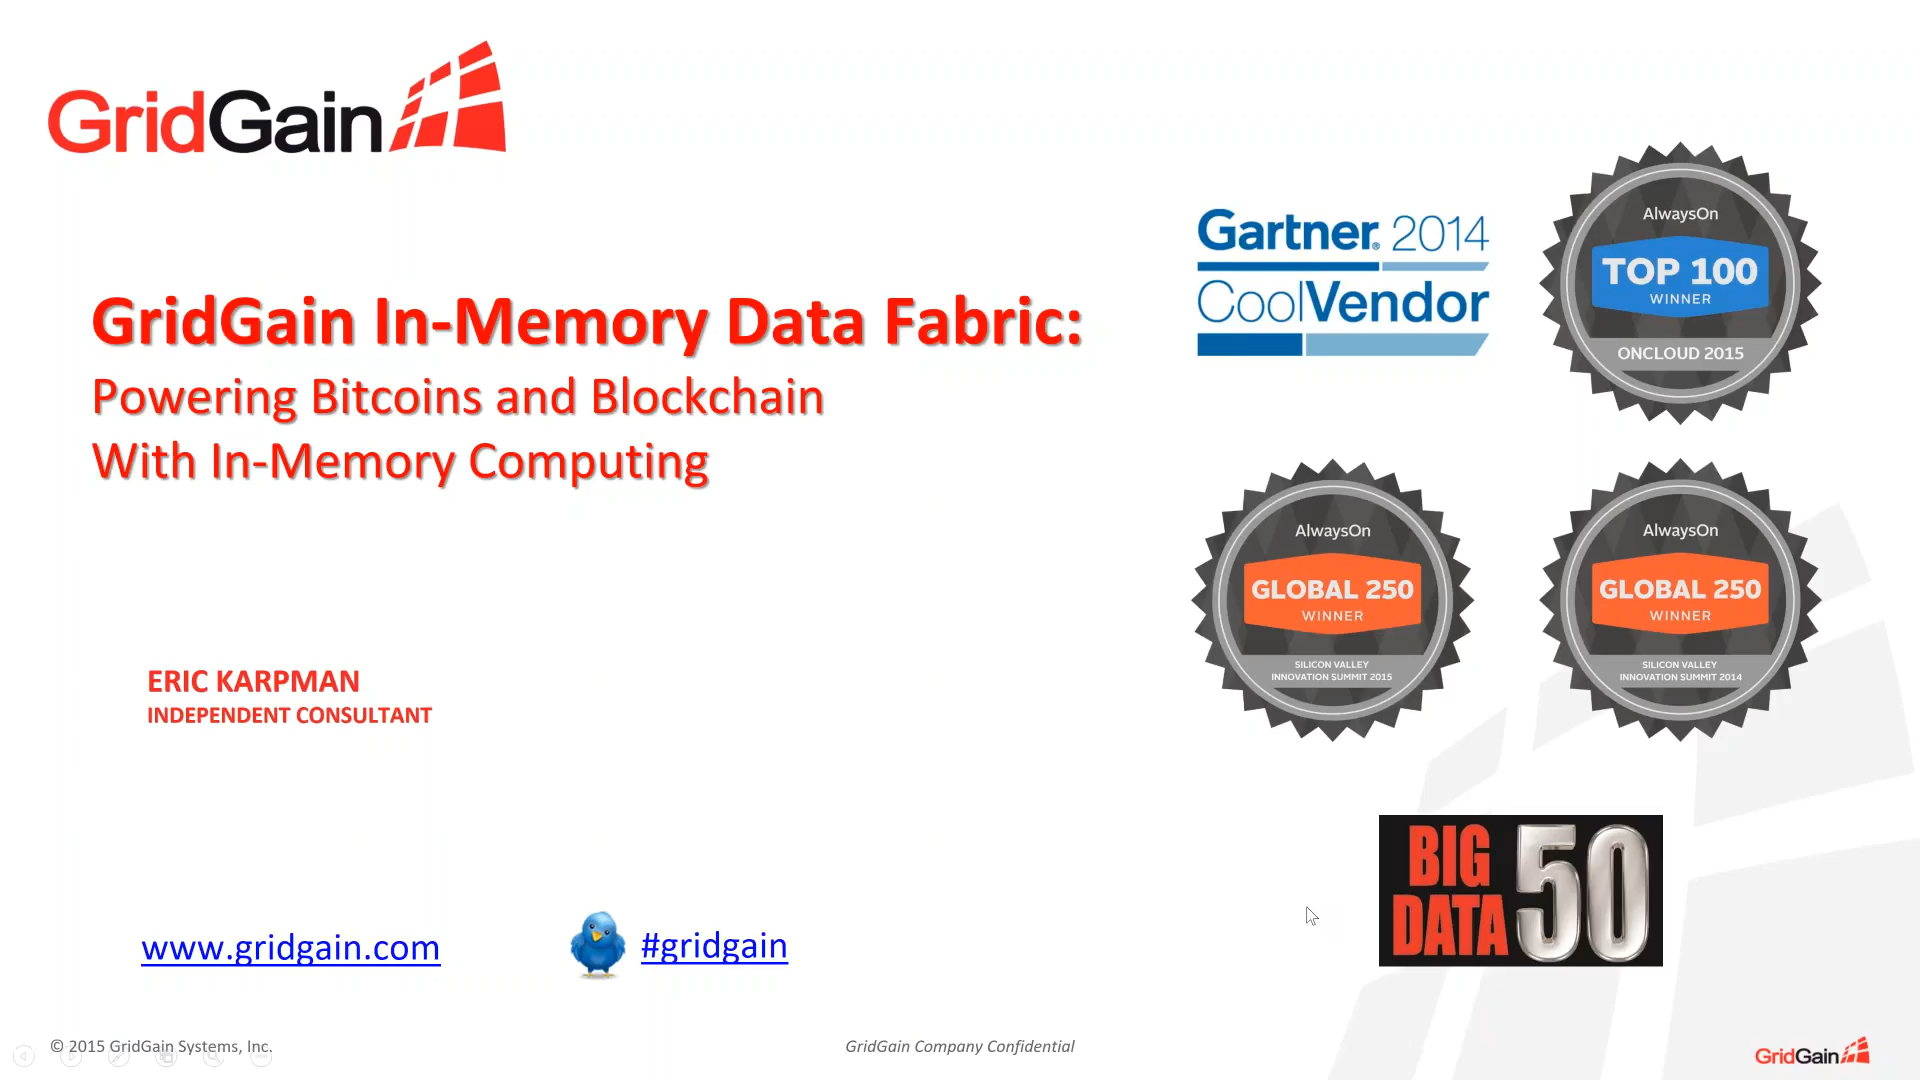 GridGain
GridGain In-Memory Data Fabric:
Powering Bitcoins and Blockchain
With In-Memory Computing
ERIC KARPMAN
INDEPENDENT CONSULTANT
www.gridgain.com
#gridgain
Gartner® 2014
CoolVendor
AlwaysOn
TOP 100
WINNER
ONCLOUD 2015
AlwaysOn
GLOBAL 250
WINNER
SILICON VALLEY
INNOVATION SUMMIT 2015
AlwaysOn
GLOBAL 250
WINNER
SILICON VALLEY
INNOVATION SUMMIT 2014
BIG
DATA
50
© 2015 GridGain Systems, Inc.
GridGain Company Confidential
GridGain